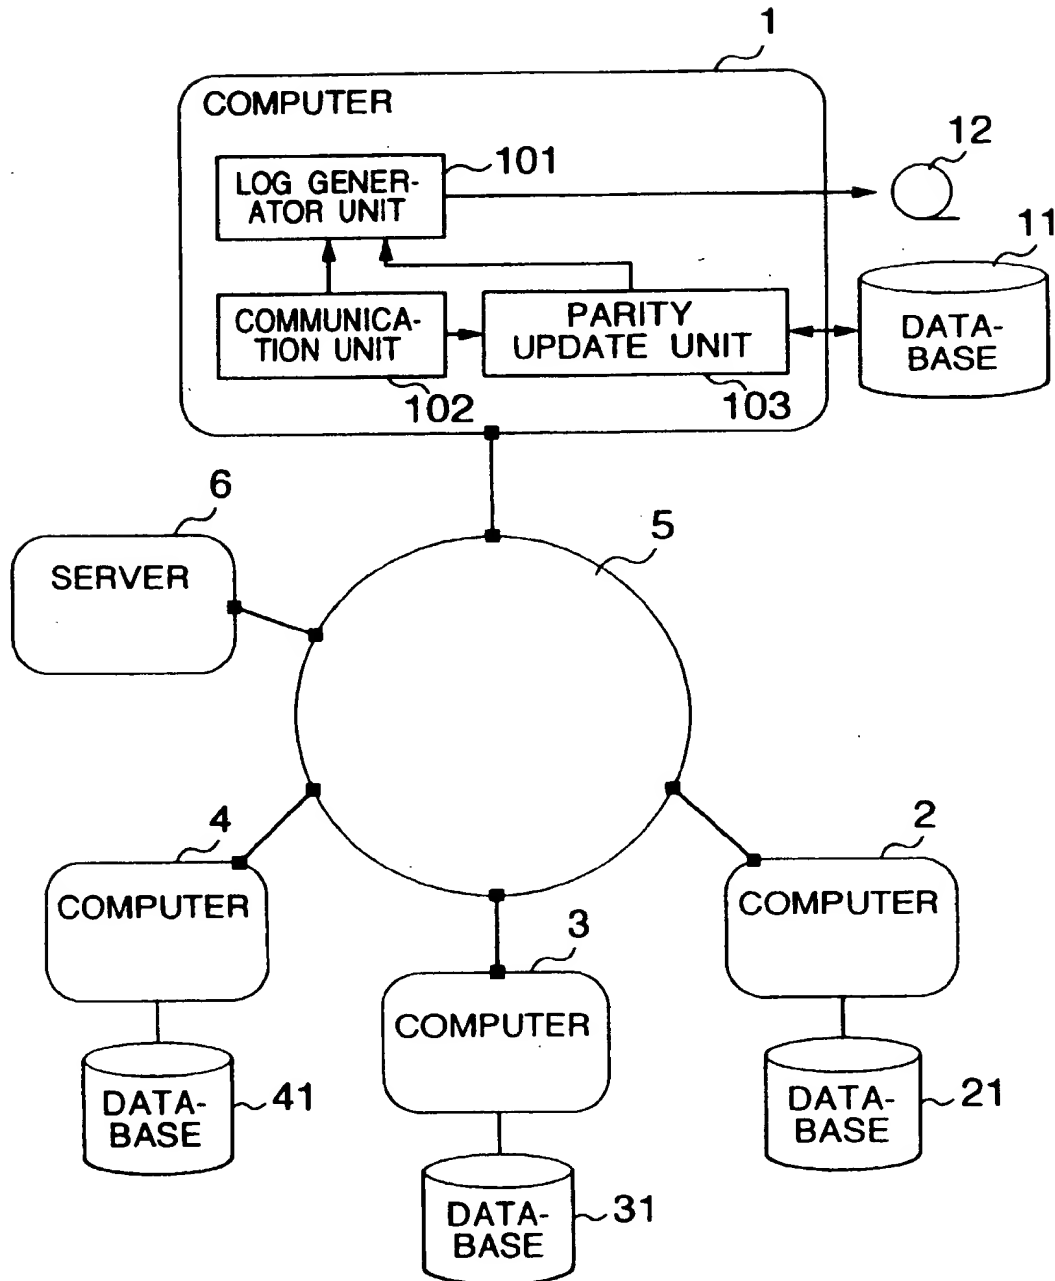 1
COMPUTER
12
101
LOG GENER-
ATOR UNIT
11
COMMUNICA-
TION UNIT
PARITY
UPDATE UNIT
DATA-
BASE
102
103
6
5
SERVER
4
2
COMPUTER
COMPUTER
3
COMPUTER
DATA-
BASE
41
DATA-
BASE
21
DATA-
BASE
31